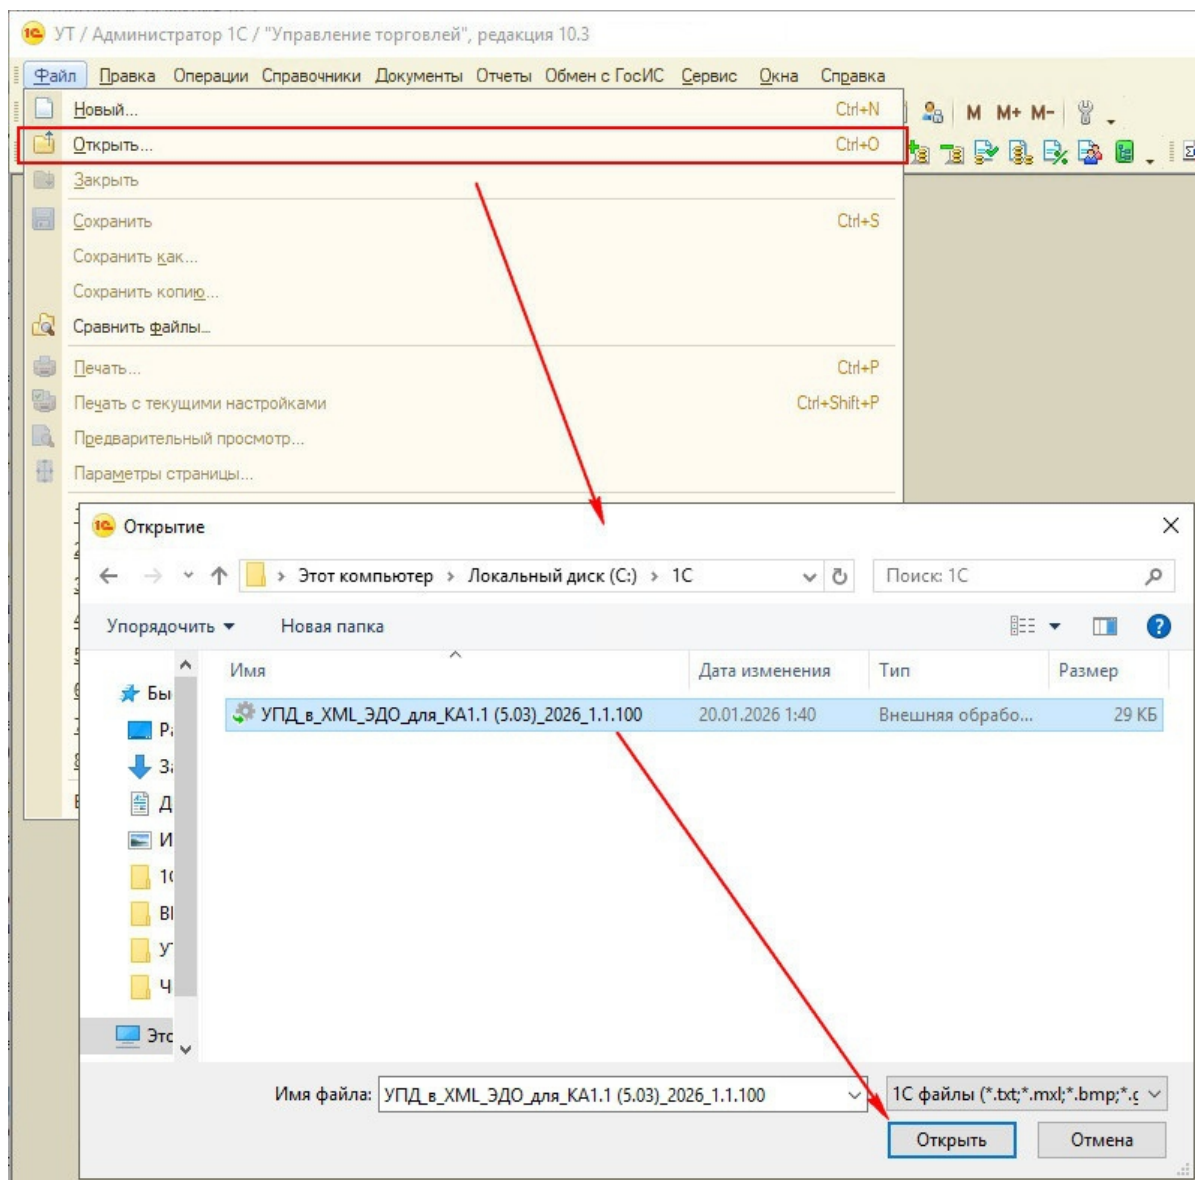 УТ / Администратор 1С / "Управление торговлей", редакция 10.3
Файл Правка Операции Справочники Документы Отчеты Обмен с ГосИС Сервис Окна Справка
Новый... Ctrl+N
M M+ M-
Открыть... Ctrl+O
Закрыть
Сохранить Ctrl+S
Сохранить как...
Сохранить копию...
Сравнить файлы...
Печать... Ctrl+P
Печать с текущими настройками Ctrl+Shift+P
Предварительный просмотр...
Параметры страницы...
Открытие
Этот компьютер > Локальный диск (C:) > 1С
Поиск: 1С
Упорядочить Новая папка
Имя Дата изменения Тип Размер
УПД_в_XML_ЭДО_для_КА1.1 (5.03)_2026_1.1.100 20.01.2026 1:40 Внешняя обрабо... 29 КБ
Имя файла: УПД_в_XML_ЭДО_для_КА1.1 (5.03)_2026_1.1.100 1С файлы (*.txt;*.mxl;*.bmp;*.g
Открыть Отмена